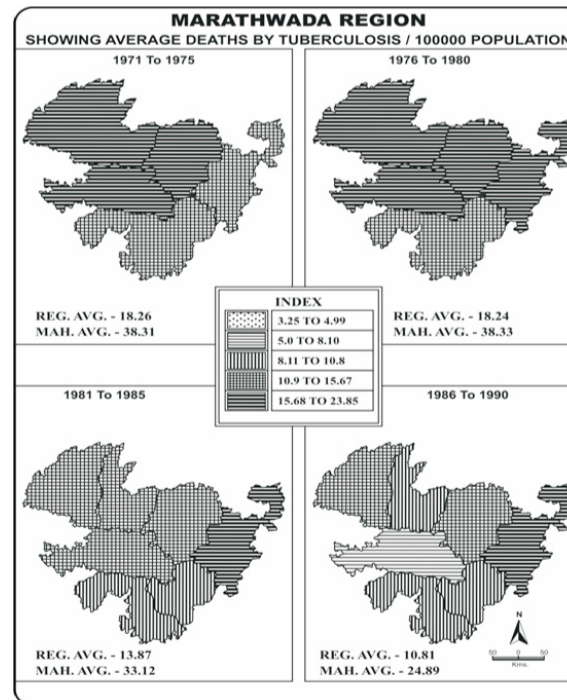 MARATHWADA REGION
SHOWING AVERAGE DEATHS BY TUBERCULOSIS / 100000 POPULATION
1971 To 1975
1976 To 1980
REG. AVG. - 18.26
MAH. AVG. - 38.31
REG. AVG. - 18.24
MAH. AVG. - 38.33
INDEX
3.25 TO 4.99
5.0 TO 8.10
8.11 TO 10.8
10.9 TO 15.67
15.68 TO 23.85
1981 To 1985
1986 To 1990
REG. AVG. - 13.87
MAH. AVG. - 33.12
REG. AVG. - 10.81
MAH. AVG. - 24.89
N
50 0 50
Kms.